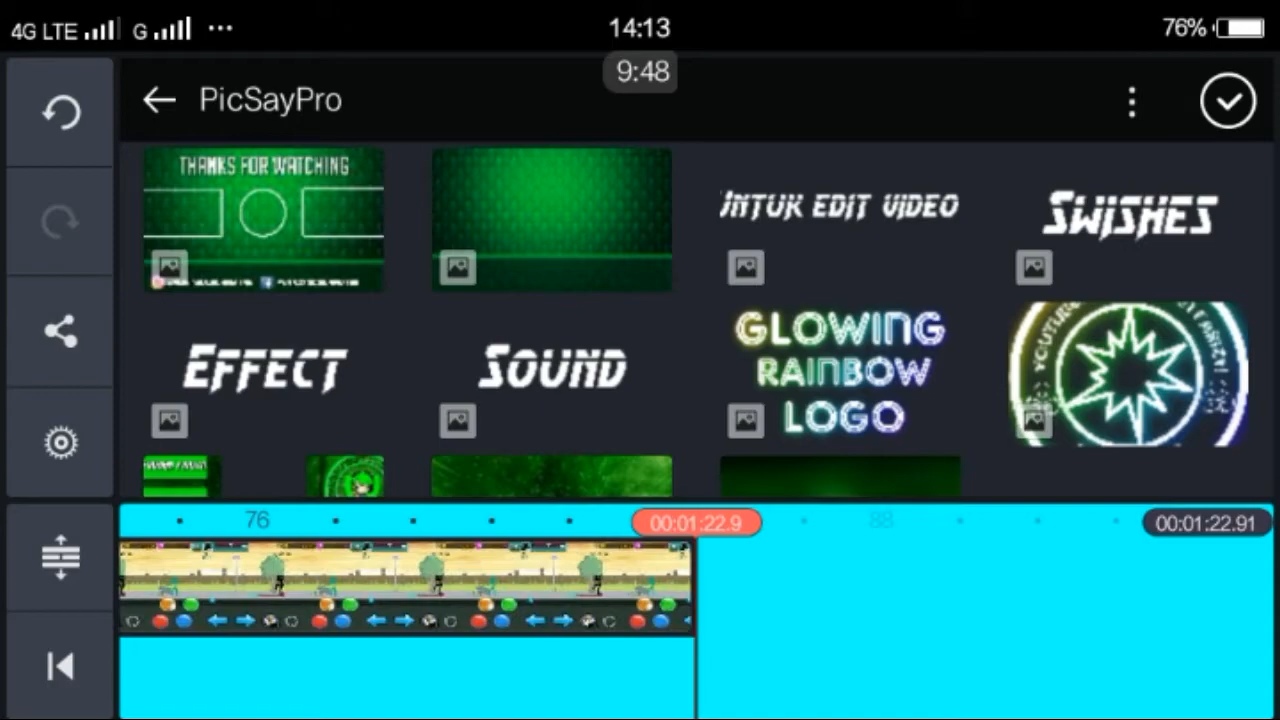 4G LTE G ... 14:13 76%
9:48
PicSayPro
THANKS FOR WATCHING
UNTUK EDIT VIDEO
SWISHES
EFFECT
SOUND
GLOWING
RAINBOW
LOGO
76
00:01:22.9
88
00:01:22.91